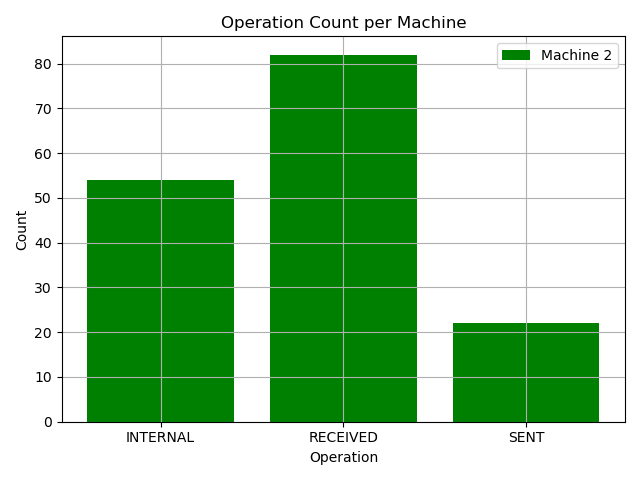 Operation Count per Machine
Machine 2
80
70
60
50
40
30
20
10
0
Count
INTERNAL RECEIVED SENT
Operation